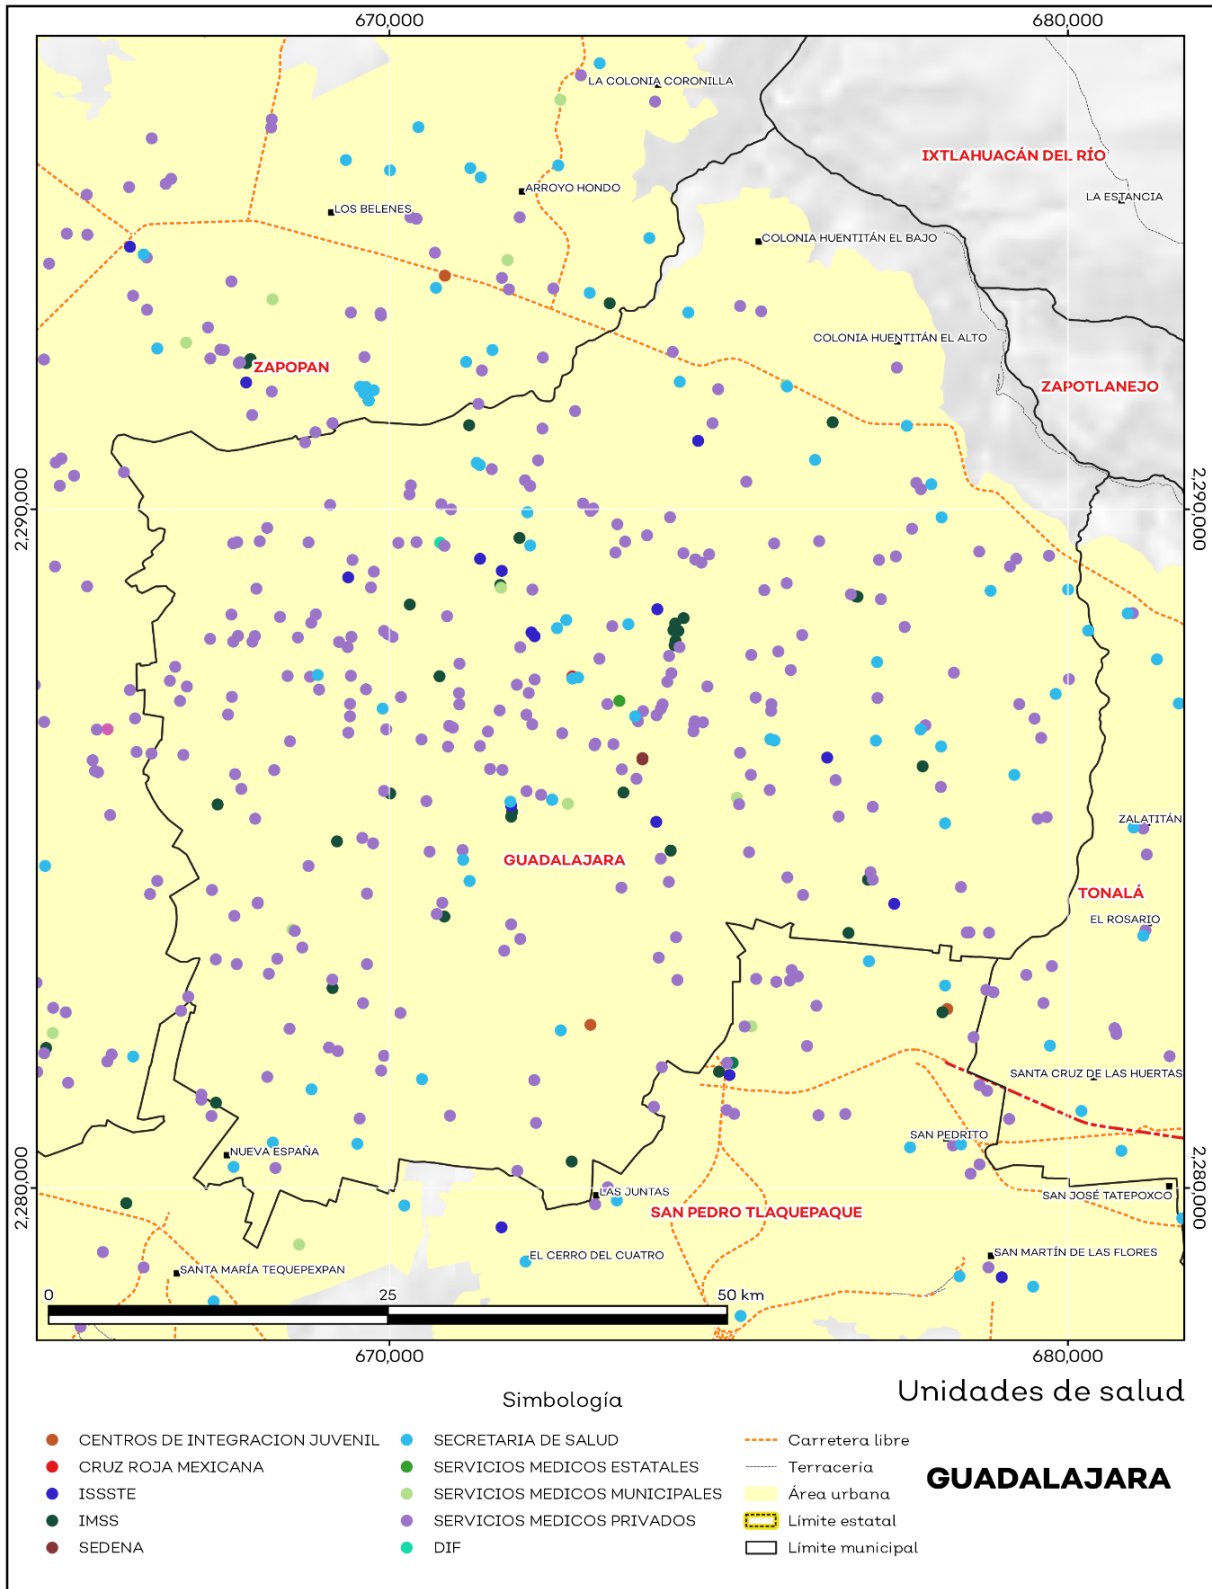 670,000
680,000
LA COLONIA CORONILLA
IXTLAHUACÁN DEL RÍO
ARROYO HONDO
LA ESTANCIA
LOS BELENES
COLONIA HUENTITÁN EL BAJO
COLONIA HUENTITÁN EL ALTO
ZAPOPAN
ZAPOTLANEJO
2,290,000
2,290,000
ZALATITÁN
GUADALAJARA
TONALÁ
EL ROSARIO
SANTA CRUZ DE LAS HUERTAS
SAN PEDRITO
NUEVA ESPAÑA
2,280,000
2,280,000
LAS JUNTAS
SAN JOSÉ TATEPOXCO
SAN PEDRO TLAQUEPAQUE
EL CERRO DEL CUATRO
SAN MARTÍN DE LAS FLORES
SANTA MARÍA TEQUEPEXPAN
0
25
50 km
670,000
680,000
Simbología
Unidades de salud
CENTROS DE INTEGRACION JUVENIL
CRUZ ROJA MEXICANA
ISSSTE
IMSS
SEDENA
SECRETARIA DE SALUD
SERVICIOS MEDICOS ESTATALES
SERVICIOS MEDICOS MUNICIPALES
SERVICIOS MEDICOS PRIVADOS
DIF
Carretera libre
Terracería
Área urbana
Límite estatal
Límite municipal
GUADALAJARA